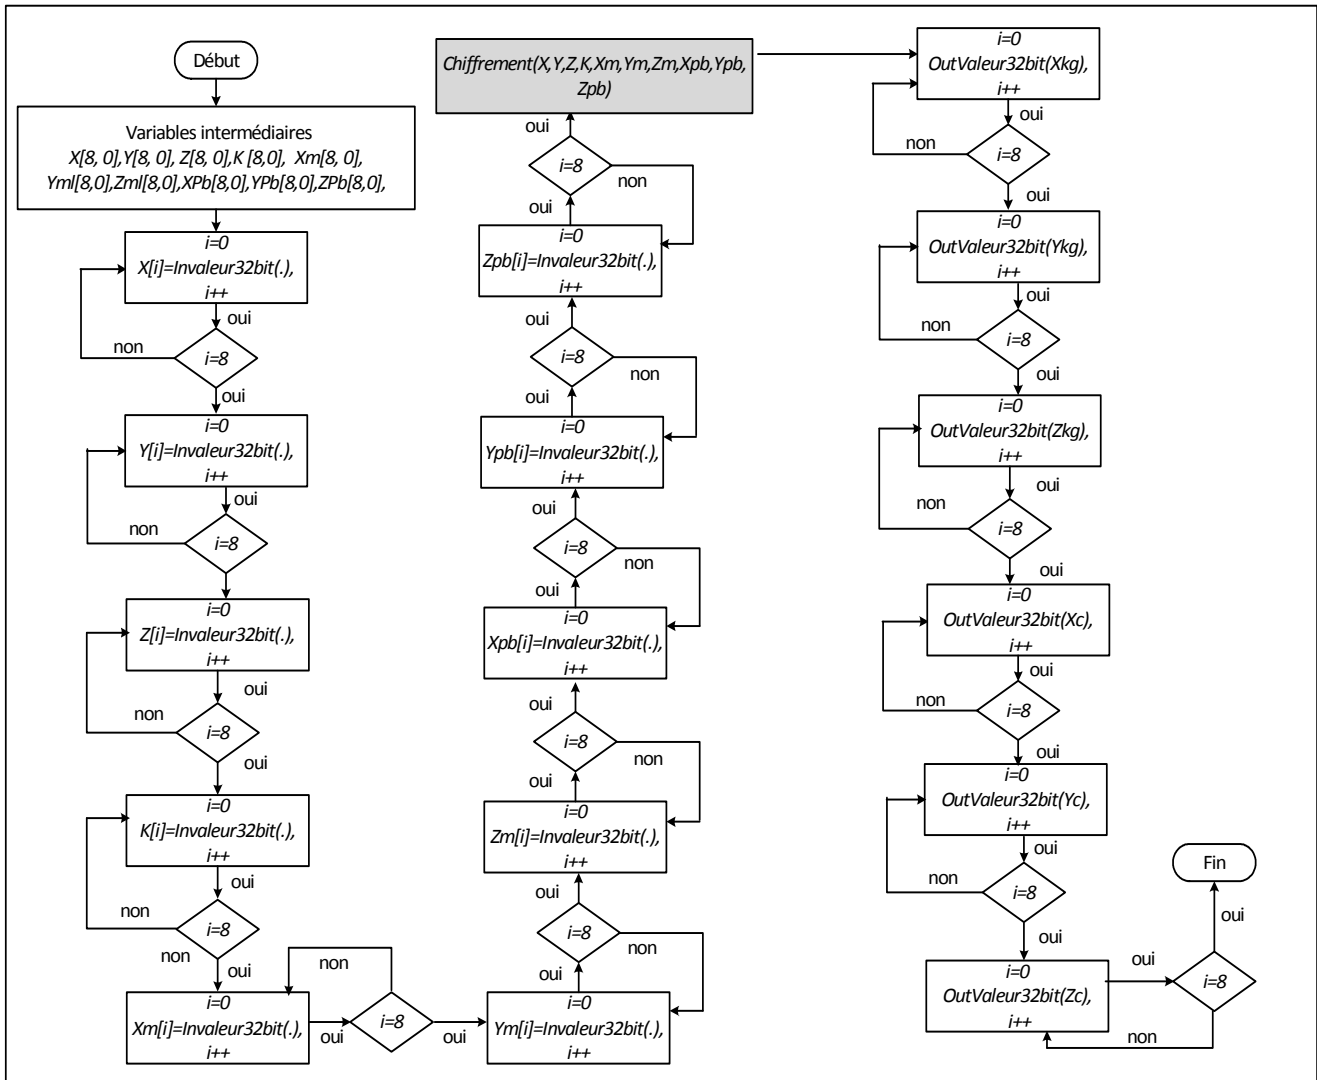 Début
Variables intermédiaires
X[8, 0],Y[8, 0], Z[8, 0],K [8,0], Xm[8, 0],
Yml[8,0],Zml[8,0],XPb[8,0],YPb[8,0],ZPb[8,0],
i=0
X[i]=Invaleur32bit(.),
i++
oui
non
i=8
oui
i=0
Y[i]=Invaleur32bit(.),
i++
oui
non
i=8
i=0
Z[i]=Invaleur32bit(.),
i++
oui
non
i=8
oui
i=0
K[i]=Invaleur32bit(.),
i++
oui
non
i=8
non
oui
i=0
Xm[i]=Invaleur32bit(.),
i++
non
oui
i=8
oui
i=0
Ym[i]=Invaleur32bit(.),
i++
oui
i=8
non
oui
i=0
Zm[i]=Invaleur32bit(.),
i++
oui
i=8
non
oui
i=0
Xpb[i]=Invaleur32bit(.),
i++
oui
i=8
non
oui
i=0
Ypb[i]=Invaleur32bit(.),
i++
oui
i=8
non
oui
i=0
Zpb[i]=Invaleur32bit(.),
i++
oui
i=8
non
oui
Chiffrement(X,Y,Z,K,Xm,Ym,Zm,Xpb,Ypb,
Zpb)
i=0
OutValeur32bit(Xkg),
i++
oui
non
i=8
oui
i=0
OutValeur32bit(Ykg),
i++
oui
non
i=8
oui
i=0
OutValeur32bit(Zkg),
i++
oui
non
i=8
oui
i=0
OutValeur32bit(Xc),
i++
oui
non
i=8
oui
i=0
OutValeur32bit(Yc),
i++
oui
non
i=8
oui
i=0
OutValeur32bit(Zc),
i++
oui
i=8
non
oui
Fin